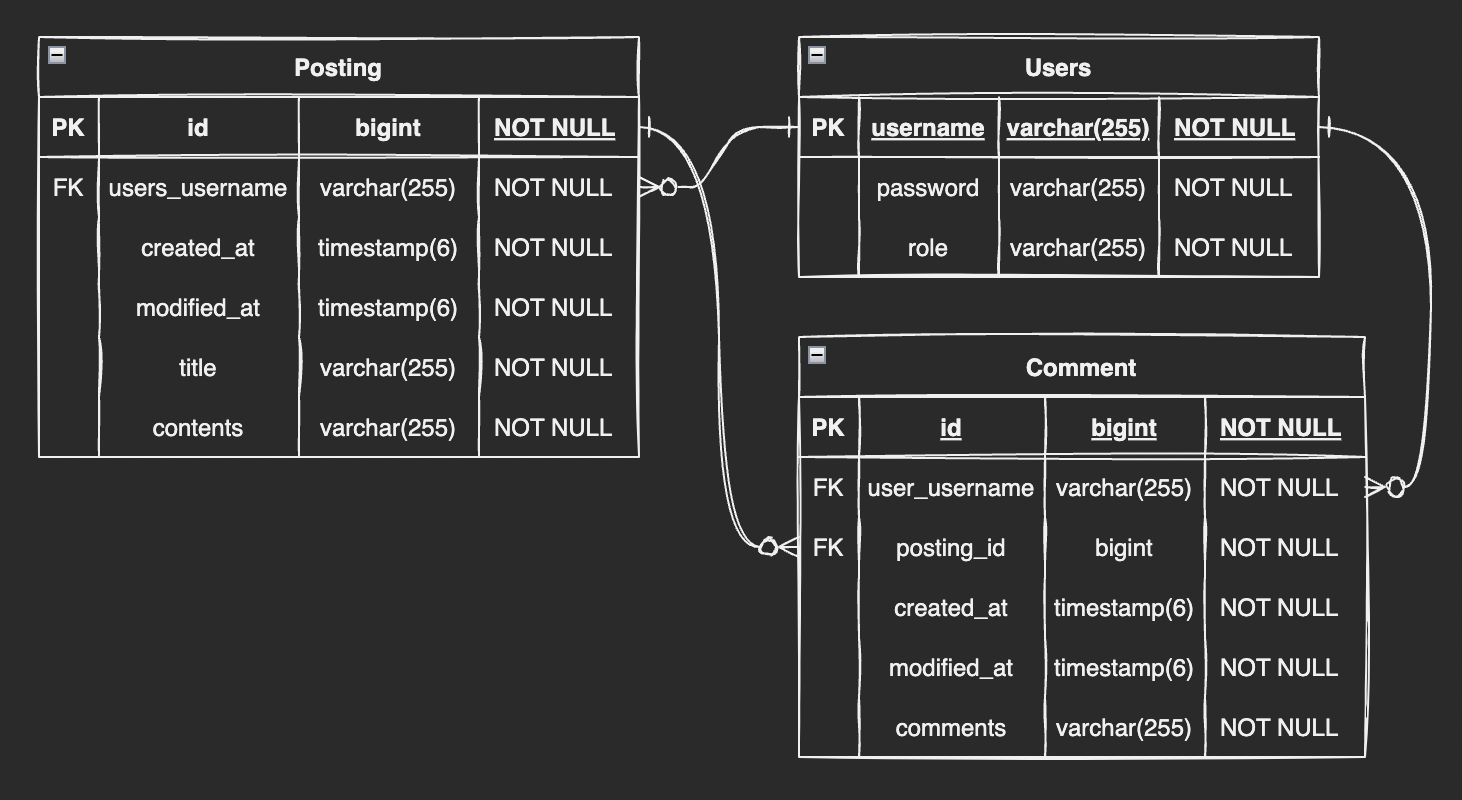 Posting
PK id bigint NOT NULL
FK users_username varchar(255) NOT NULL
created_at timestamp(6) NOT NULL
modified_at timestamp(6) NOT NULL
title varchar(255) NOT NULL
contents varchar(255) NOT NULL
Users
PK username varchar(255) NOT NULL
password varchar(255) NOT NULL
role varchar(255) NOT NULL
Comment
PK id bigint NOT NULL
FK user_username varchar(255) NOT NULL
FK posting_id bigint NOT NULL
created_at timestamp(6) NOT NULL
modified_at timestamp(6) NOT NULL
comments varchar(255) NOT NULL